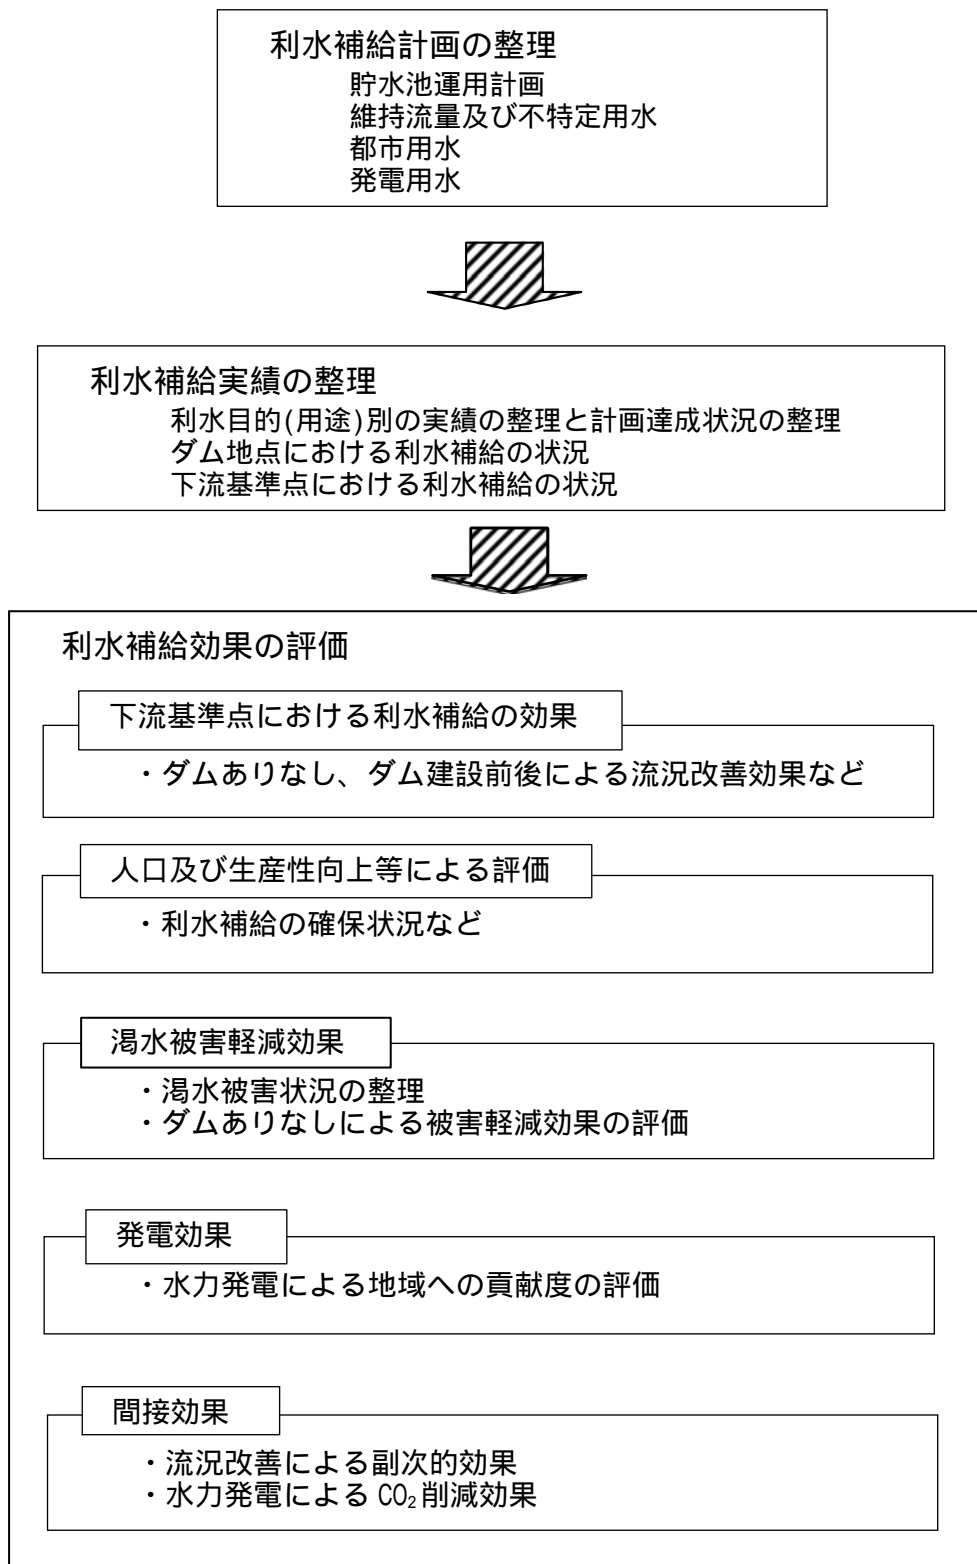 利水補給計画の整理
貯水池運用計画
維持流量及び不特定用水
都市用水
発電用水
利水補給実績の整理
利水目的(用途)別の実績の整理と計画達成状況の整理
ダム地点における利水補給の状況
下流基準点における利水補給の状況
利水補給効果の評価
下流基準点における利水補給の効果
・ダムありなし、ダム建設前後による流況改善効果など
人口及び生産性向上等による評価
・利水補給の確保状況など
渇水被害軽減効果
・渇水被害状況の整理
・ダムありなしによる被害軽減効果の評価
発電効果
・水力発電による地域への貢献度の評価
間接効果
・流況改善による副次的効果
・水力発電による CO₂削減効果